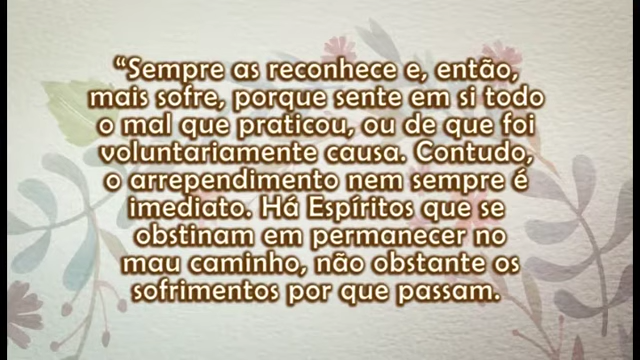 “Sempre as reconhece e, então,
mais sofre, porque sente em si todo
o mal que praticou, ou de que foi
voluntariamente causa. Contudo,
o arrependimento nem sempre é
imediato. Há Espíritos que se
obstinam em permanecer no
mau caminho, não obstante os
sofrimentos por que passam.